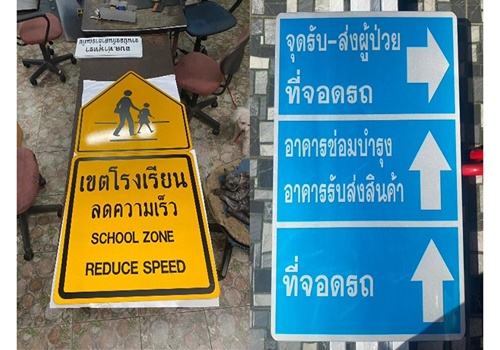 เขตโรงเรียน
ลดความเร็ว
SCHOOL ZONE
REDUCE SPEED
จุดรับ-ส่งผู้ป่วย
ที่จอดรถ
อาคารซ่อมบำรุง
อาคารรับส่งสินค้า
ที่จอดรถ